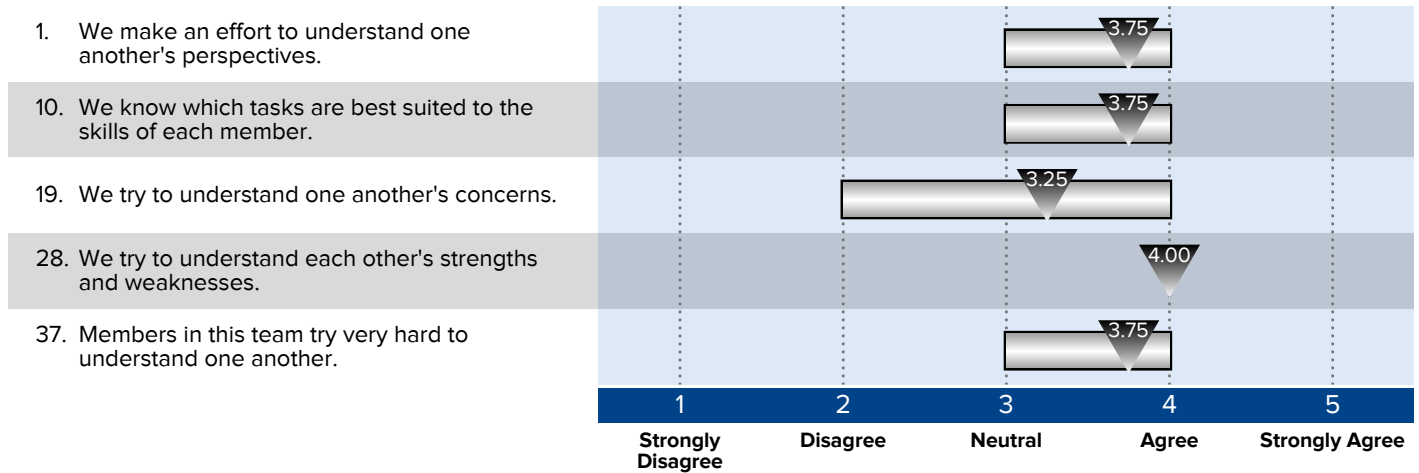 1. We make an effort to understand one
another's perspectives.
3.75
10. We know which tasks are best suited to the
skills of each member.
3.75
19. We try to understand one another's concerns.
3.25
28. We try to understand each other's strengths
and weaknesses.
4.00
37. Members in this team try very hard to
understand one another.
3.75
1 2 3 4 5
Strongly Disagree Neutral Agree Strongly Agree
Disagree